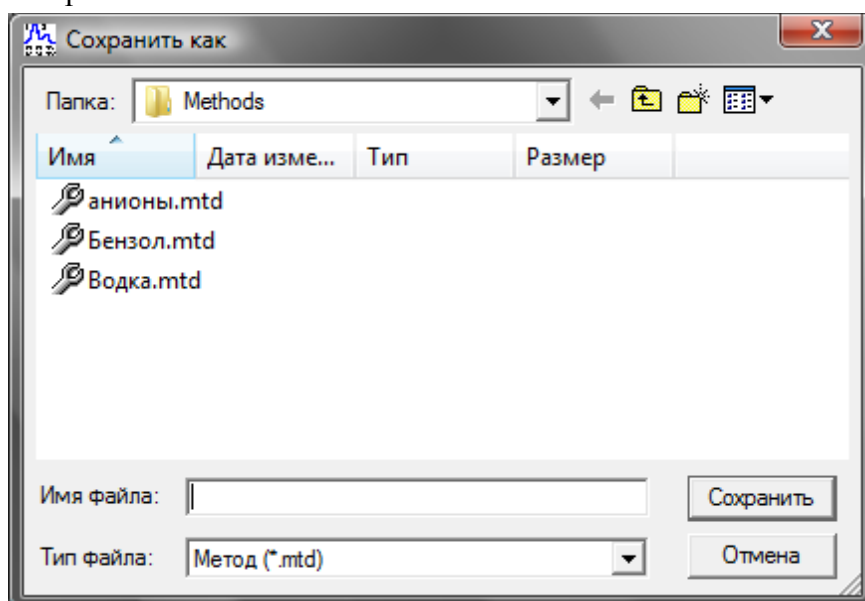 Сохранить как
Папка: Methods
Имя Дата изме... Тип Размер
анионы.mtd
Бензол.mtd
Водка.mtd
Имя файла: Сохранить
Тип файла: Метод (*.mtd) Отмена